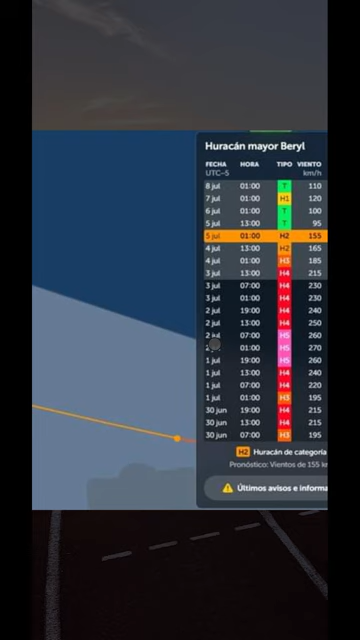 Huracán mayor Beryl
FECHA HORA TIPO VIENTO
UTC-5 km/h
8 jul 01:00 T 110
7 jul 01:00 H1 120
6 jul 01:00 T 100
5 jul 13:00 T 95
5 jul 01:00 H2 155
4 jul 13:00 H2 165
4 jul 01:00 H3 185
3 jul 13:00 H4 215
3 jul 07:00 H4 230
3 jul 01:00 H4 230
2 jul 19:00 H4 240
2 jul 13:00 H4 250
2 jul 07:00 H5 260
01:00 H5 270
1 jul 19:00 H5 260
1 jul 13:00 H4 240
1 jul 07:00 H4 220
1 jul 01:00 H3 195
30 jun 19:00 H4 215
30 jun 13:00 H4 215
30 jun 07:00 H3 195
H2 Huracán de categoría
Pronóstico: Vientos de 155 km
Últimos avisos e informa